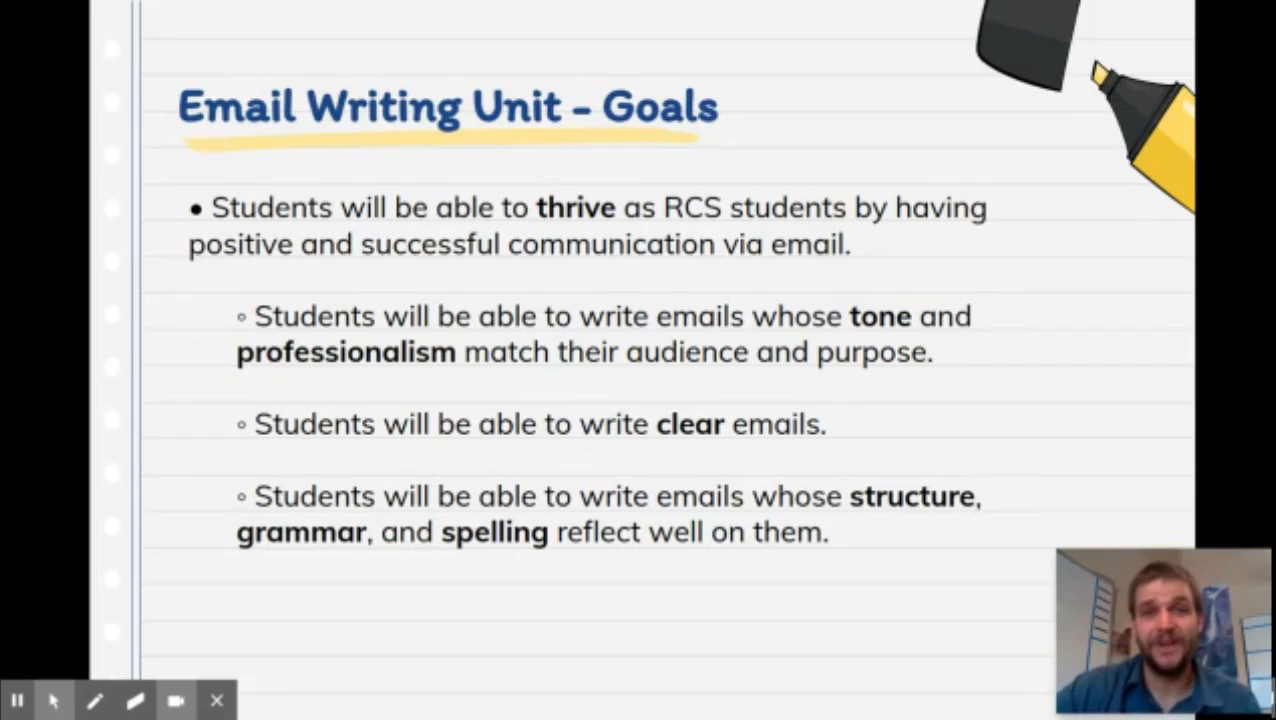 Email Writing Unit - Goals
• Students will be able to thrive as RCS students by having
positive and successful communication via email.
◦ Students will be able to write emails whose tone and
professionalism match their audience and purpose.
◦ Students will be able to write clear emails.
◦ Students will be able to write emails whose structure,
grammar, and spelling reflect well on them.